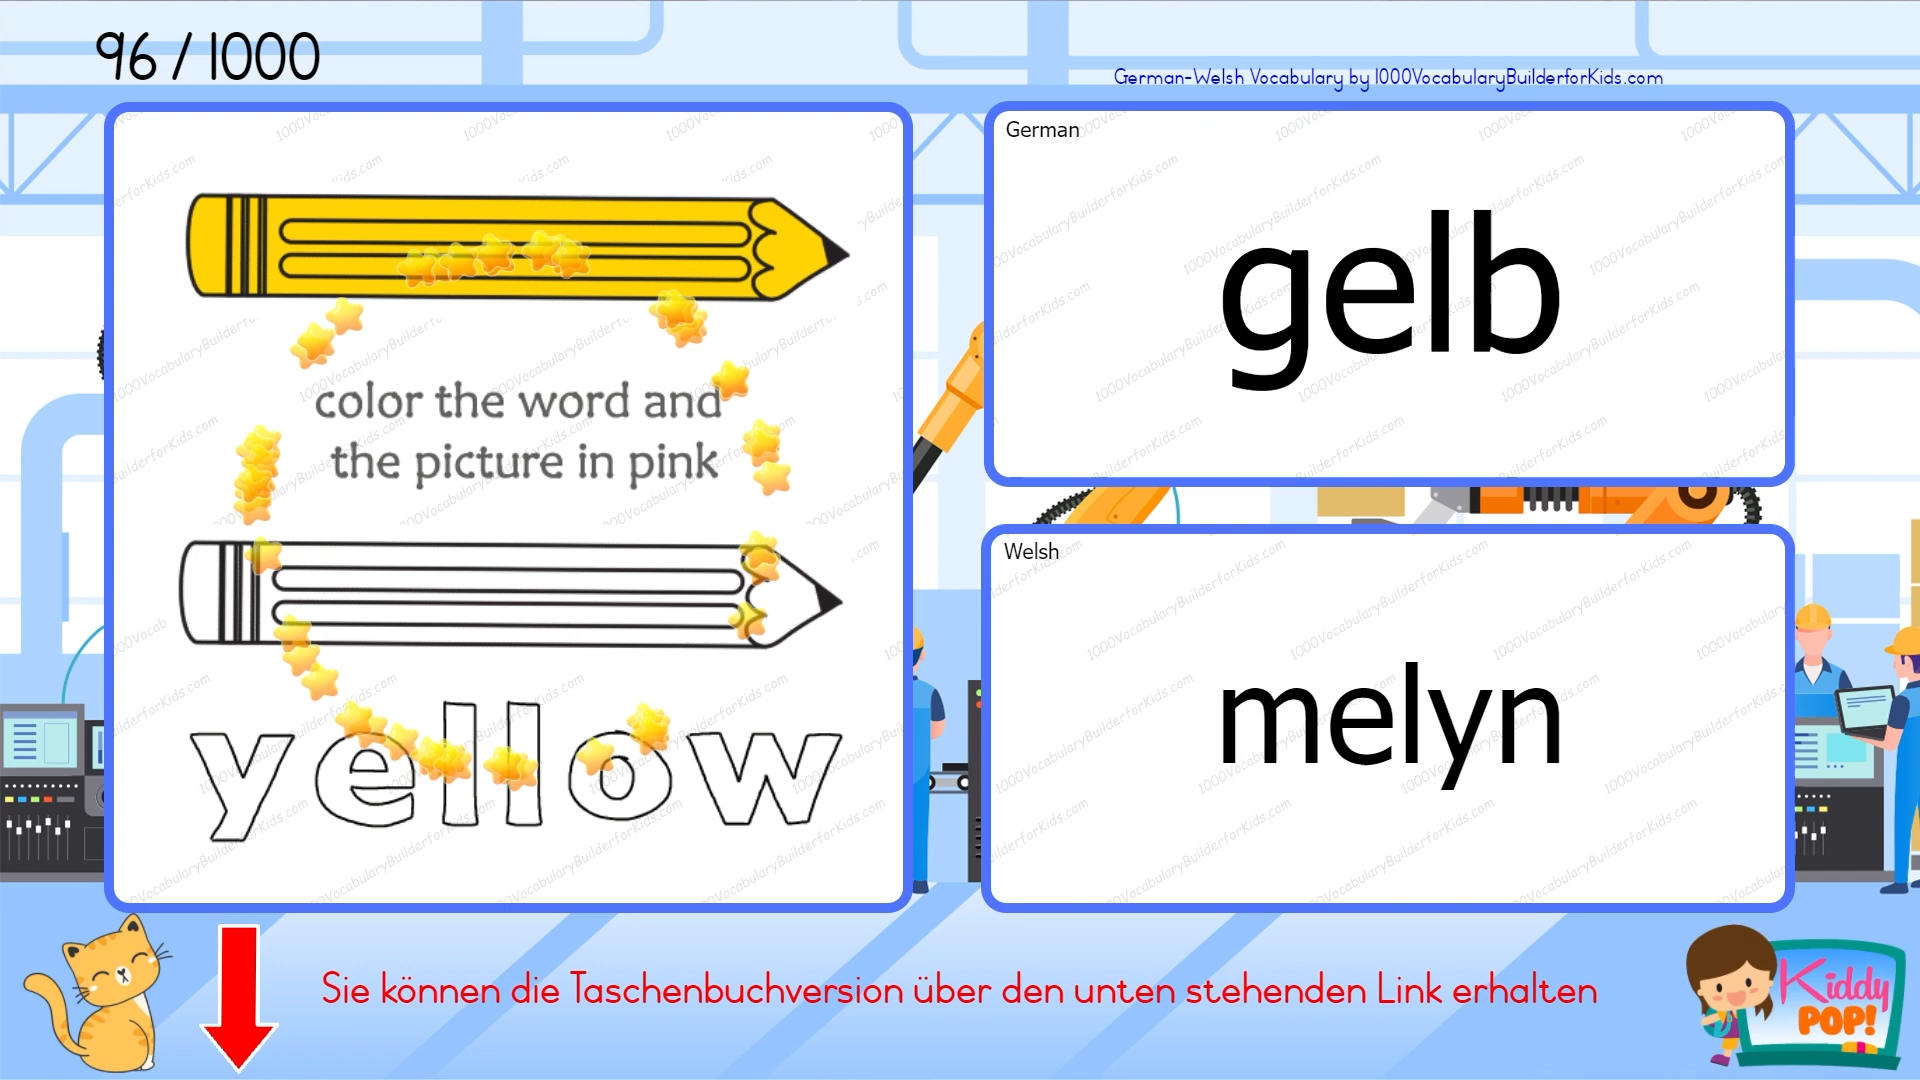 96 / 1000
German-Welsh Vocabulary by 1000VocabularyBuilderforKids.com
color the word and
the picture in pink
yellow
German
gelb
Welsh
melyn
Sie können die Taschenbuchversion über den unten stehenden Link erhalten
Kiddy
POP!